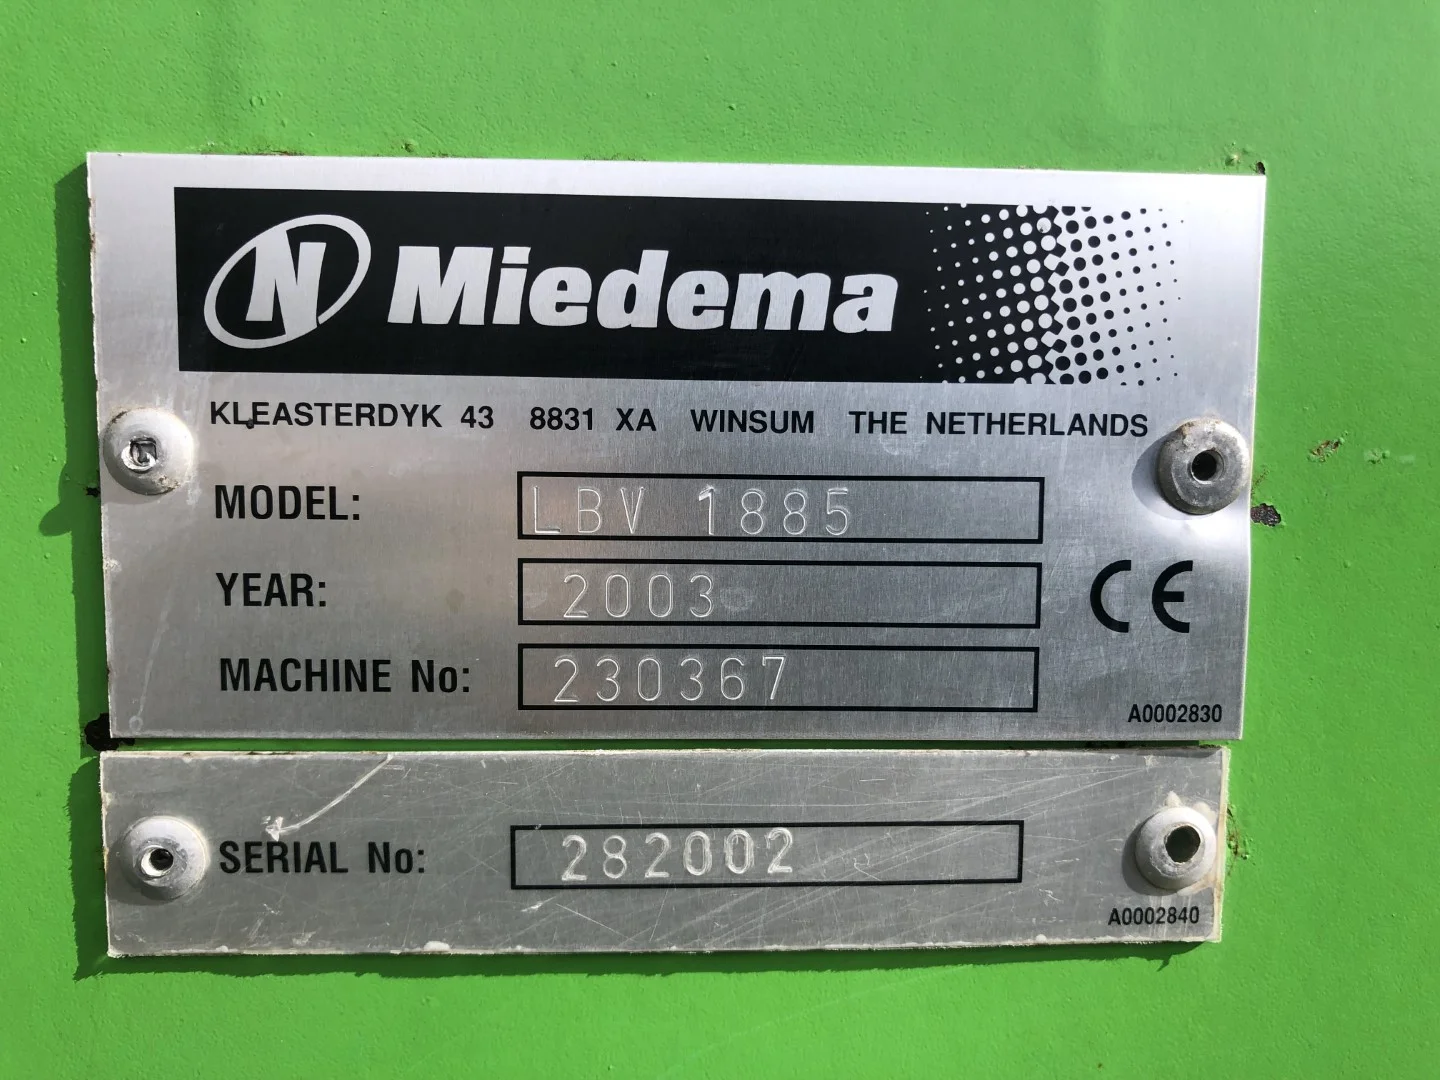 N Miedema
KLEASTERDYK 43 8831 XA WINSUM THE NETHERLANDS
MODEL: LBV 1885
YEAR: 2003
CE
MACHINE No: 230367
A0002830
SERIAL No: 282002
A0002840